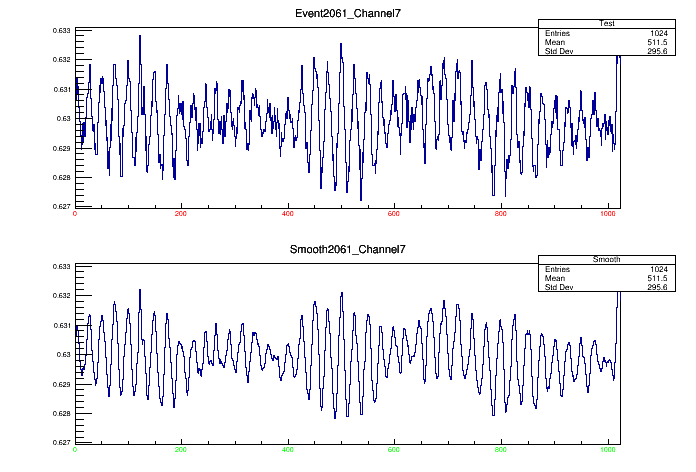 Event2061_Channel7
Test
Entries 1024
Mean 511.5
Std Dev 295.6
0.633
0.632
0.631
0.63
0.629
0.628
0.627
0 200 400 600 800 1000
Smooth2061_Channel7
Smooth
Entries 1024
Mean 511.5
Std Dev 295.6
0.633
0.632
0.631
0.63
0.629
0.628
0.627
0 200 400 600 800 1000